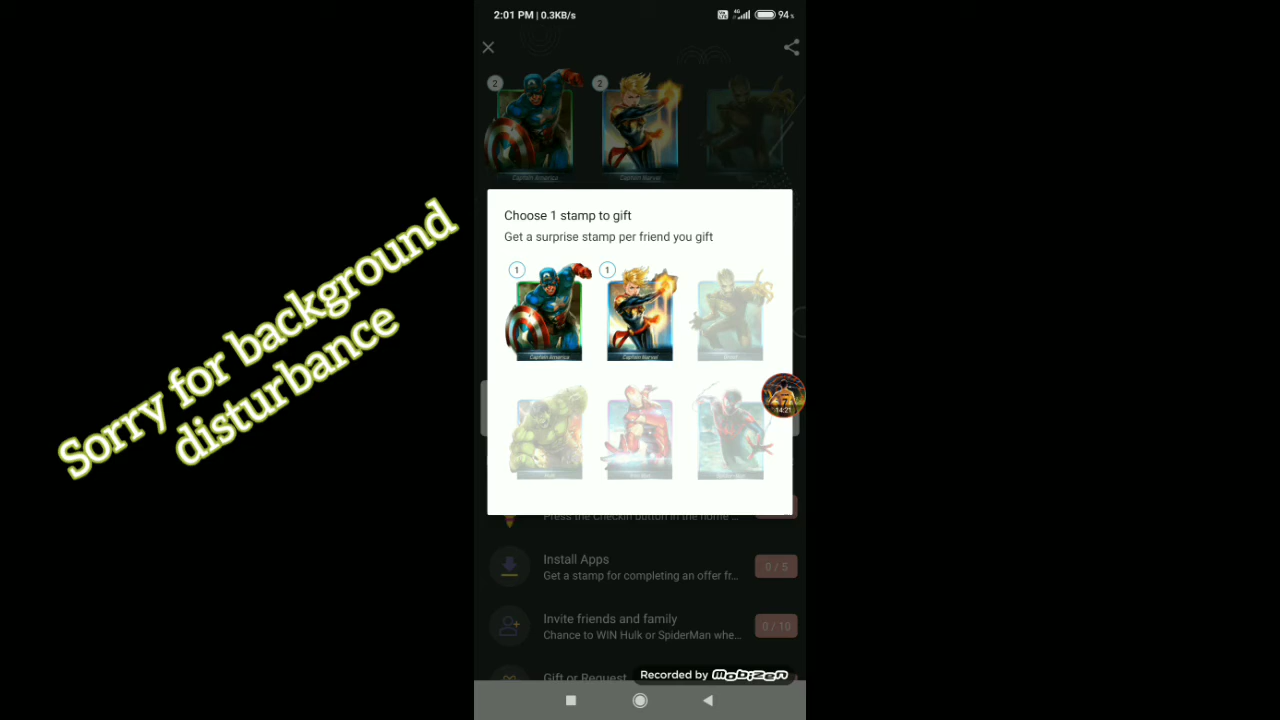 2:01 PM | 0.3KB/s
4G
94%
2
2
Captain America
Captain Marvel
Choose 1 stamp to gift
Get a surprise stamp per friend you gift
1
1
Captain America
Captain Marvel
14:21
Press the Checkin button in the home ...
Install Apps
Get a stamp for completing an offer fr...
0 / 5
Invite friends and family
Chance to WIN Hulk or SpiderMan whe...
0 / 10
Gift or Request
Recorded by mobizen
Sorry for background
disturbance